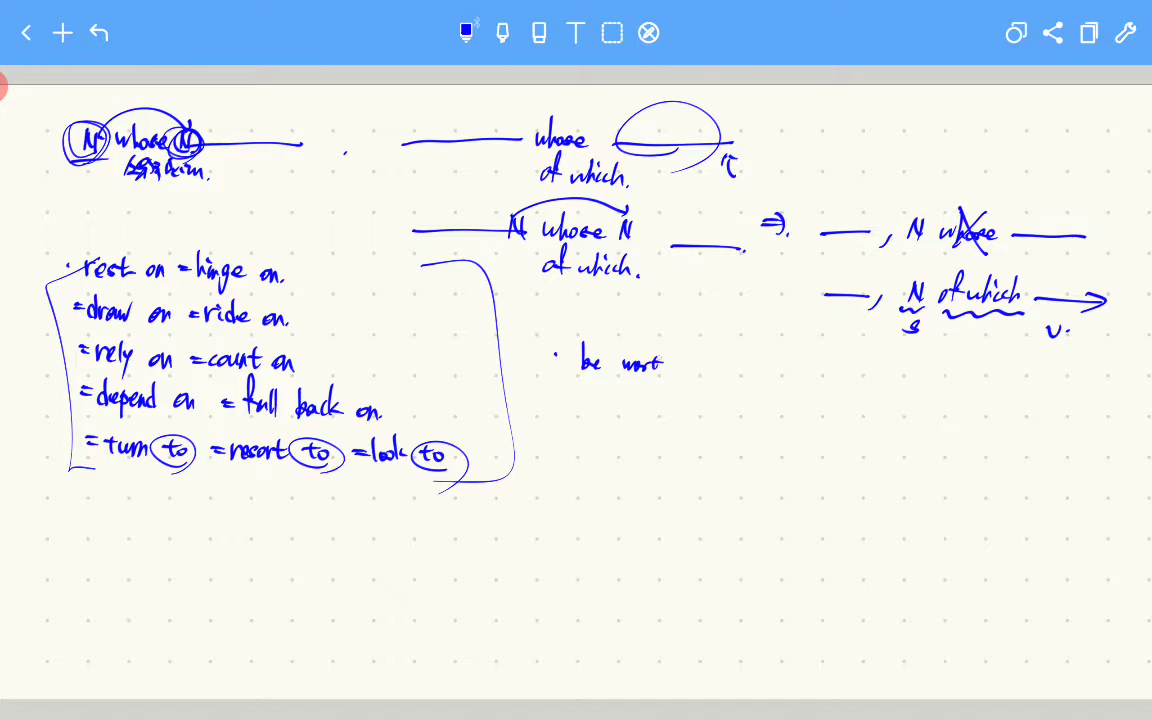 N whose N
whose
of which.
N whose N
of which.
⇒. , N whose
, N of which
s v.
· rest on = hinge on.
= draw on = ride on.
= rely on = count on
= depend on = fall back on.
= turn to = resort to = look to
· be wort
T